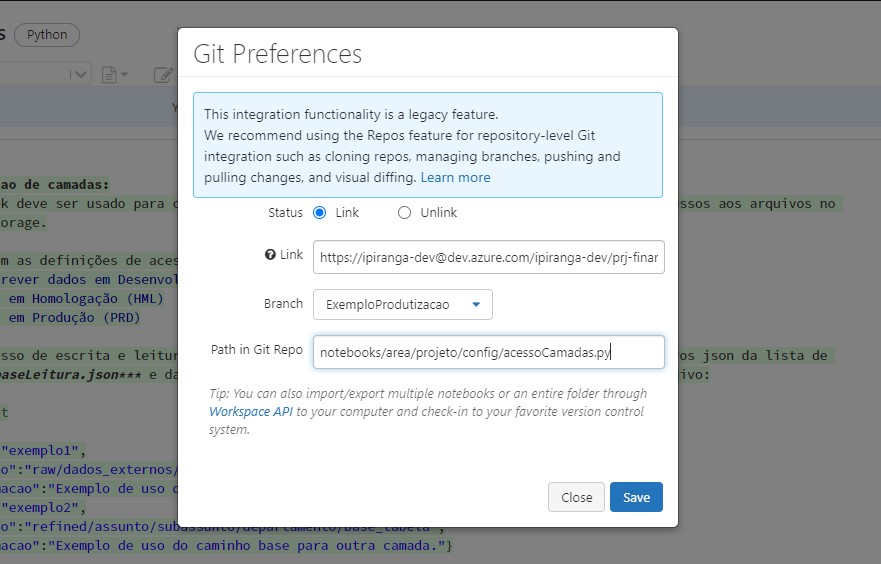 s Python
Git Preferences
This integration functionality is a legacy feature.
We recommend using the Repos feature for repository-level Git
integration such as cloning repos, managing branches, pushing and
pulling changes, and visual diffing. Learn more
Status Link Unlink
Link https://ipiranga-dev@dev.azure.com/ipiranga-dev/prj-finar
Branch ExemploProdutizacao
Path in Git Repo notebooks/area/projeto/config/acessoCamadas.py
Tip: You can also import/export multiple notebooks or an entire folder through
Workspace API to your computer and check-in to your favorite version control
system.
Close Save
ao de camadas:
k deve ser usado para c
essos aos arquivos no
orage.
m as definições de aces
rever dados em Desenvol
em Homologação (HML)
em Produção (PRD)
sso de escrita e leitur
os json da lista de
baseLeitura.json*** e da
ivo:
t
"exemplo1",
o":"raw/dados_externos/
macao":"Exemplo de uso d
"exemplo2",
o":"refined/assunto/subassunto/departamento/base_tabela",
macao":"Exemplo de uso do caminho base para outra camada."}